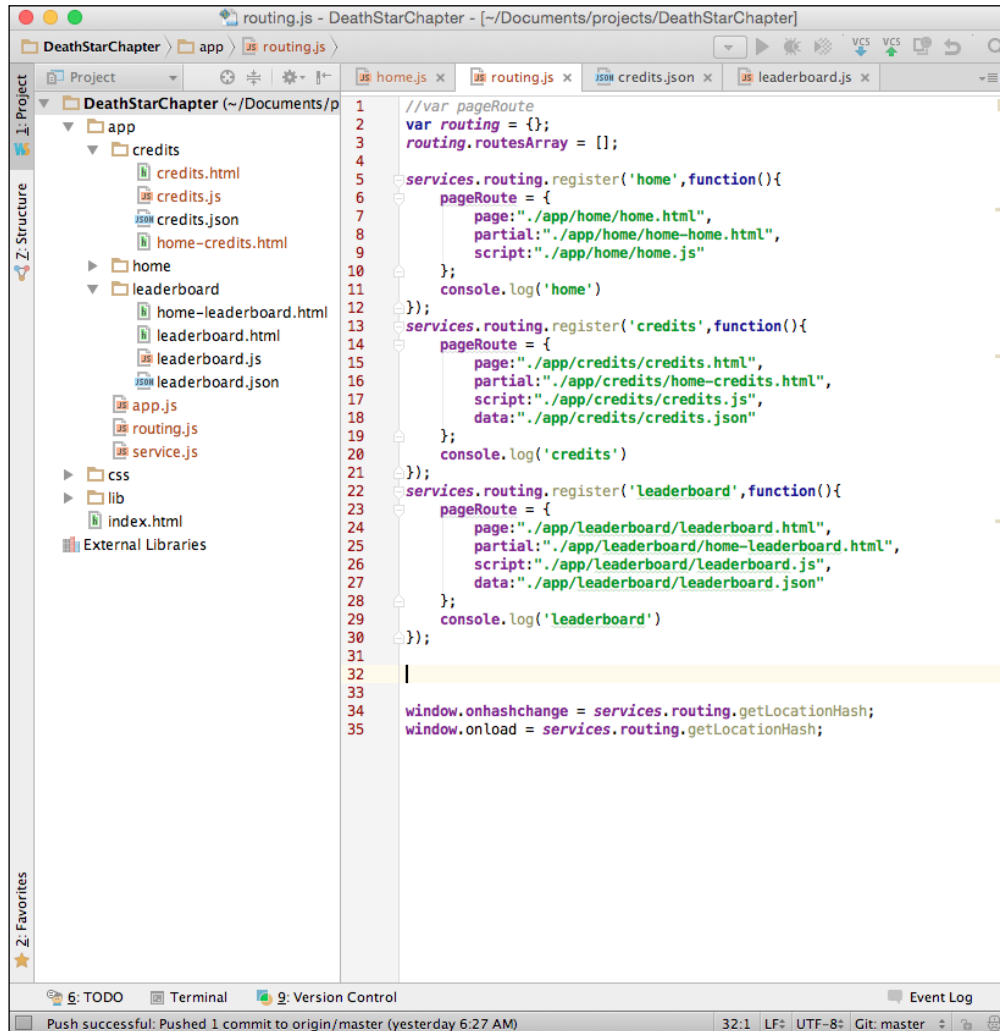 routing.js - DeathStarChapter - [~/Documents/projects/DeathStarChapter]
DeathStarChapter app routing.js
VCS VCS
1: Project
Z: Structure
2: Favorites
Project
DeathStarChapter (~/Documents/p
app
credits
credits.html
credits.js
credits.json
home-credits.html
home
leaderboard
home-leaderboard.html
leaderboard.html
leaderboard.js
leaderboard.json
app.js
routing.js
service.js
css
lib
index.html
External Libraries
home.js × routing.js × credits.json × leaderboard.js ×
1 //var pageRoute
2 var routing = {};
3 routing.routesArray = [];
4
5 services.routing.register('home',function(){
6 pageRoute = {
7 page:"./app/home/home.html",
8 partial:"./app/home/home-home.html",
9 script:"./app/home/home.js"
10 };
11 console.log('home')
12 });
13 services.routing.register('credits',function(){
14 pageRoute = {
15 page:"./app/credits/credits.html",
16 partial:"./app/credits/home-credits.html",
17 script:"./app/credits/credits.js",
18 data:"./app/credits/credits.json"
19 };
20 console.log('credits')
21 });
22 services.routing.register('leaderboard',function(){
23 pageRoute = {
24 page:"./app/leaderboard/leaderboard.html",
25 partial:"./app/leaderboard/home-leaderboard.html",
26 script:"./app/leaderboard/leaderboard.js",
27 data:"./app/leaderboard/leaderboard.json"
28 };
29 console.log('leaderboard')
30 });
31
32
33
34 window.onhashchange = services.routing.getLocationHash;
35 window.onload = services.routing.getLocationHash;
6: TODO Terminal 9: Version Control Event Log
Push successful: Pushed 1 commit to origin/master (yesterday 6:27 AM) 32:1 LF UTF-8 Git: master